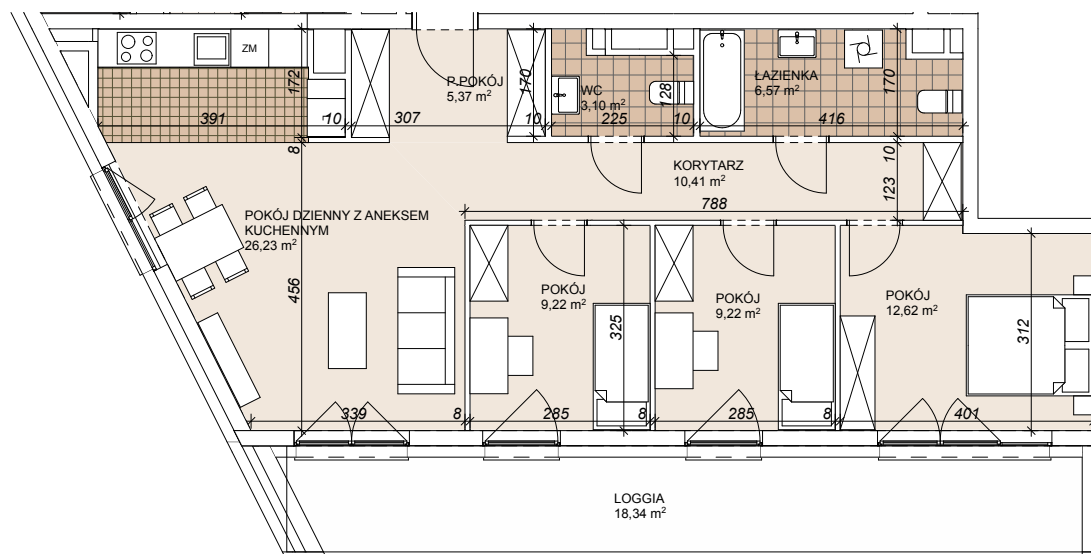 ZM
172
391
10
307
P.POKÓJ
5,37 m²
170
10
WC
3,10 m²
128
225
10
ŁAZIENKA
6,57 m²
170
416
8
KORYTARZ
10,41 m²
10
123
788
POKÓJ DZIENNY Z ANEKSEM
KUCHENNYM
26,23 m²
456
POKÓJ
9,22 m²
325
POKÓJ
9,22 m²
POKÓJ
12,62 m²
312
339
8
285
8
285
8
401
LOGGIA
18,34 m²